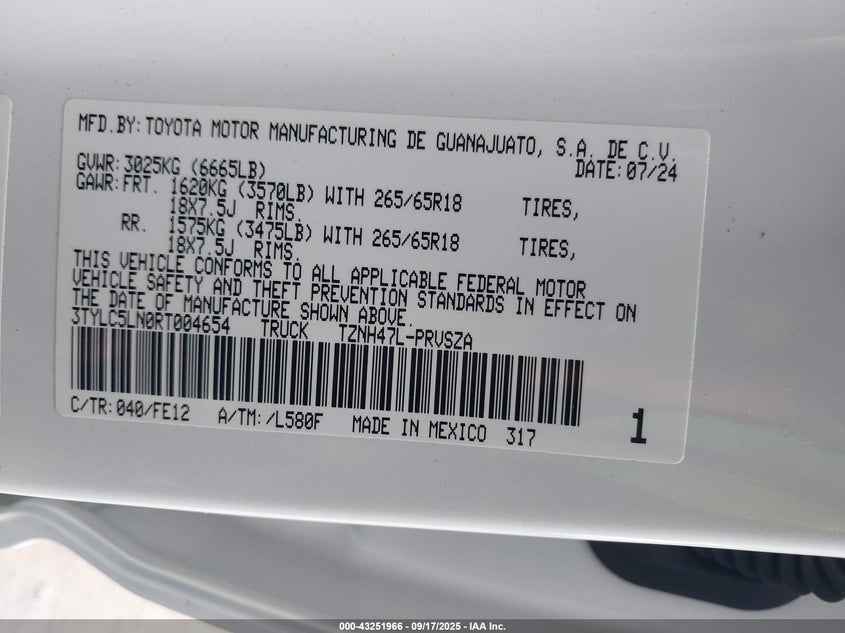 MFD.BY: TOYOTA MOTOR MANUFACTURING DE GUANAJUATO, S.A. DE C.V.
GVWR: 3025KG (6665LB) DATE: 07/24
GAWR: FRT. 1620KG (3570LB) WITH 265/65R18 TIRES,
18X7.5J RIMS.
RR. 1575KG (3475LB) WITH 265/65R18 TIRES,
18X7.5J RIMS.
THIS VEHICLE CONFORMS TO ALL APPLICABLE FEDERAL MOTOR
VEHICLE SAFETY AND THEFT PREVENTION STANDARDS IN EFFECT ON
THE DATE OF MANUFACTURE SHOWN ABOVE.
3TYLC5LN0RT004654 TRUCK TZNH47L-PRVSZA
C/TR: 040/FE12 A/TM: /L580F MADE IN MEXICO 317 1
000-43251966 - 09/17/2025 - IAA Inc.